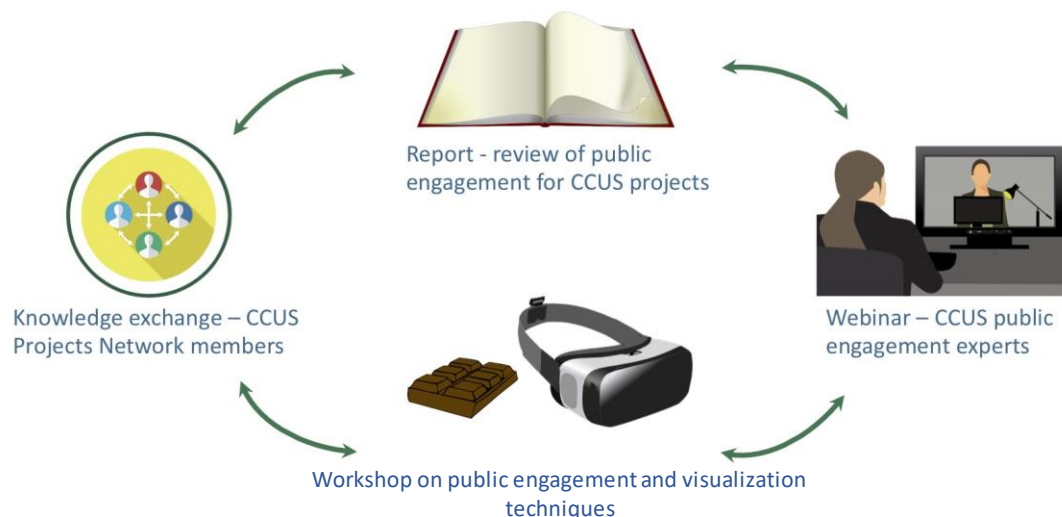 Report - review of public
engagement for CCUS projects
Knowledge exchange – CCUS
Projects Network members
Webinar – CCUS public
engagement experts
Workshop on public engagement and visualization
techniques